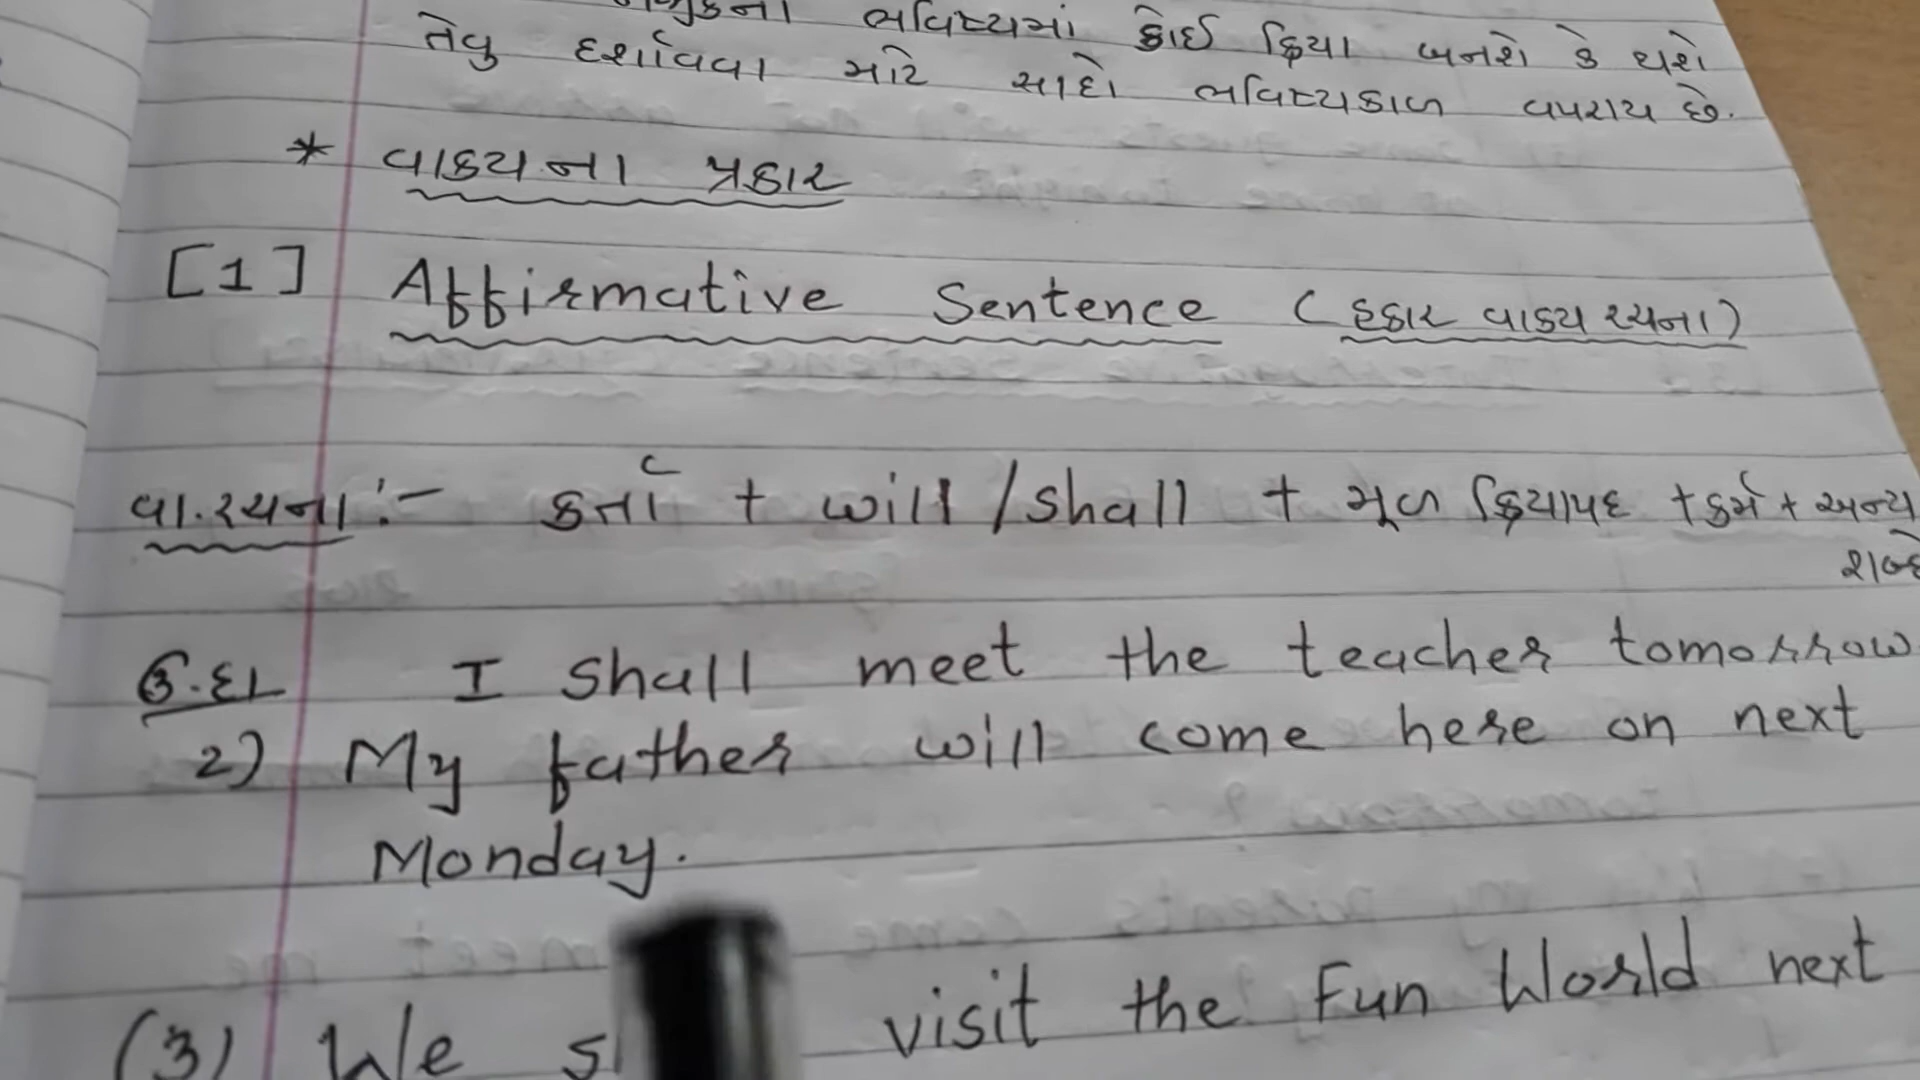 ભવિષ્યમાં કોઈ ક્રિયા બનશે કે થશે
તેવુ દર્શાવવા માટે સાદો ભવિષ્યકાળ વપરાય છે.
* વાક્યના પ્રકાર
[1] Affirmative Sentence (હકાર વાક્ય રચના)
વા.રચના:- કર્તા + will/shall + મૂળ ક્રિયાપદ + કર્મ + અન્ય
ઉ.દા I shall meet the teacher tomorrow
2) My father will come here on next
Monday.
(3) We visit the Fun World next